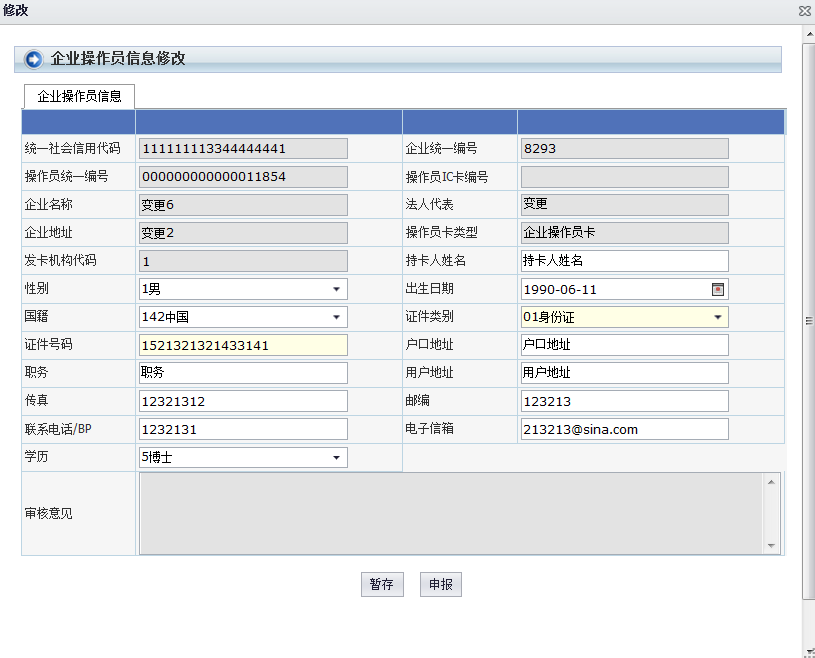 修改
企业操作员信息修改
企业操作员信息
统一社会信用代码 111111113344444441 企业统一编号 8293
操作员统一编号 000000000000011854 操作员IC卡编号
企业名称 变更6 法人代表 变更
企业地址 变更2 操作员卡类型 企业操作员卡
发卡机构代码 1 持卡人姓名 持卡人姓名
性别 1男 出生日期 1990-06-11
国籍 142中国 证件类别 01身份证
证件号码 1521321321433141 户口地址 户口地址
职务 职务 用户地址 用户地址
传真 12321312 邮编 123213
联系电话/BP 1232131 电子信箱 213213@sina.com
学历 5博士
审核意见
暂存 申报